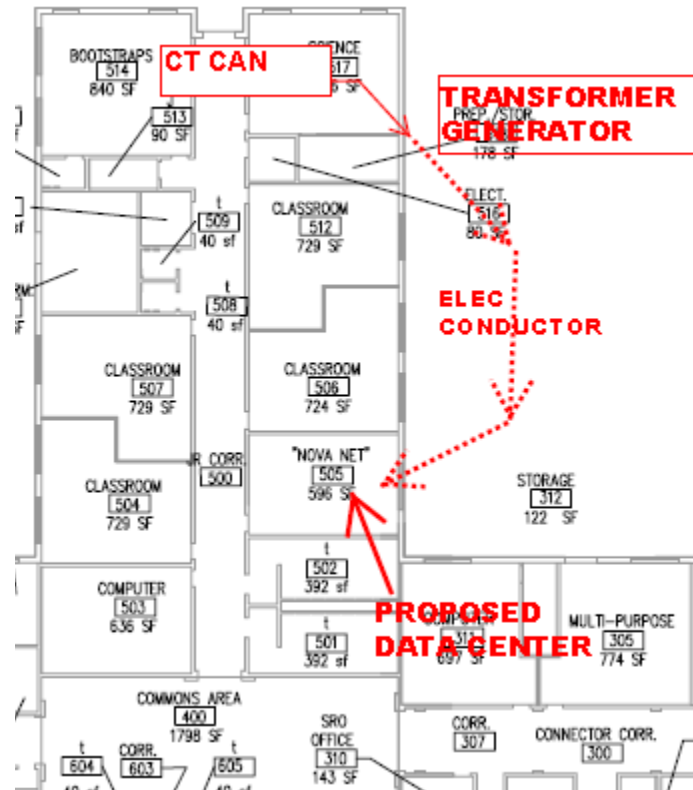 BOOTSTRAPS
514
840 SF
CT CAN
513
90 SF
TRANSFORMER
GENERATOR
PREP./STOR.
178 SF
ELECT.
516
CLASSROOM
512
729 SF
t
509
40 sf
t
508
40 sf
ELEC
CONDUCTOR
CLASSROOM
507
729 SF
CLASSROOM
506
724 SF
"NOVA NET"
505
596 SF
CORR.
500
CLASSROOM
504
729 SF
STORAGE
312
122 SF
t
502
392 sf
COMPUTER
503
636 SF
t
501
392 sf
PROPOSED
DATA CENTER
311
697 SF
MULTI-PURPOSE
305
774 SF
COMMONS AREA
400
1798 SF
SRO
OFFICE
310
143 SF
CORR.
307
CONNECTOR CORR.
300
t
604
CORR.
603
t
605